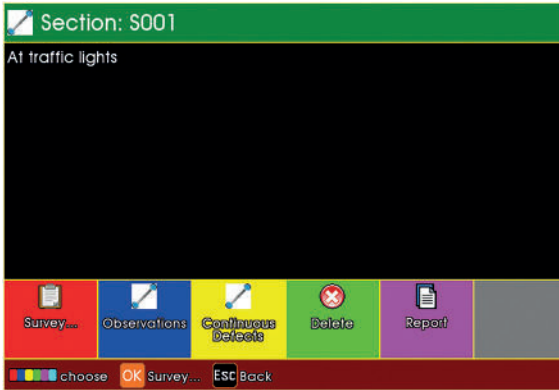 Section: S001
At traffic lights
Survey...
Observations
Continuous
Defects
Delete
Report
choose OK Survey... ESC Back